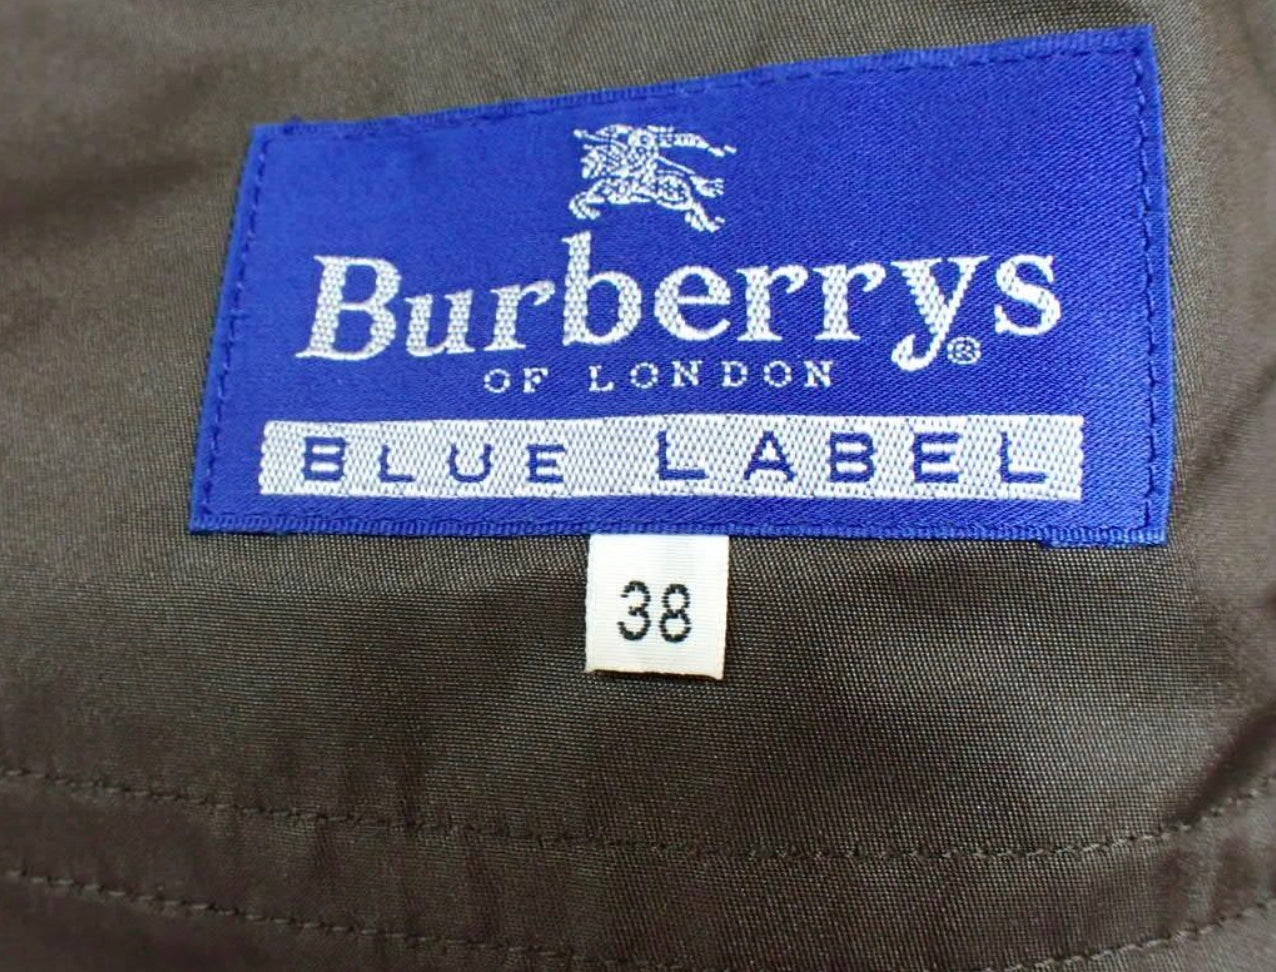 Burberrys®
OF LONDON
BLUE LABEL
38